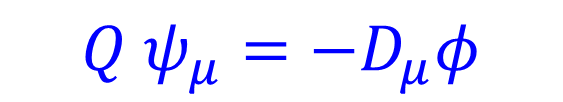 Q ψ_μ = −D_μ ϕ